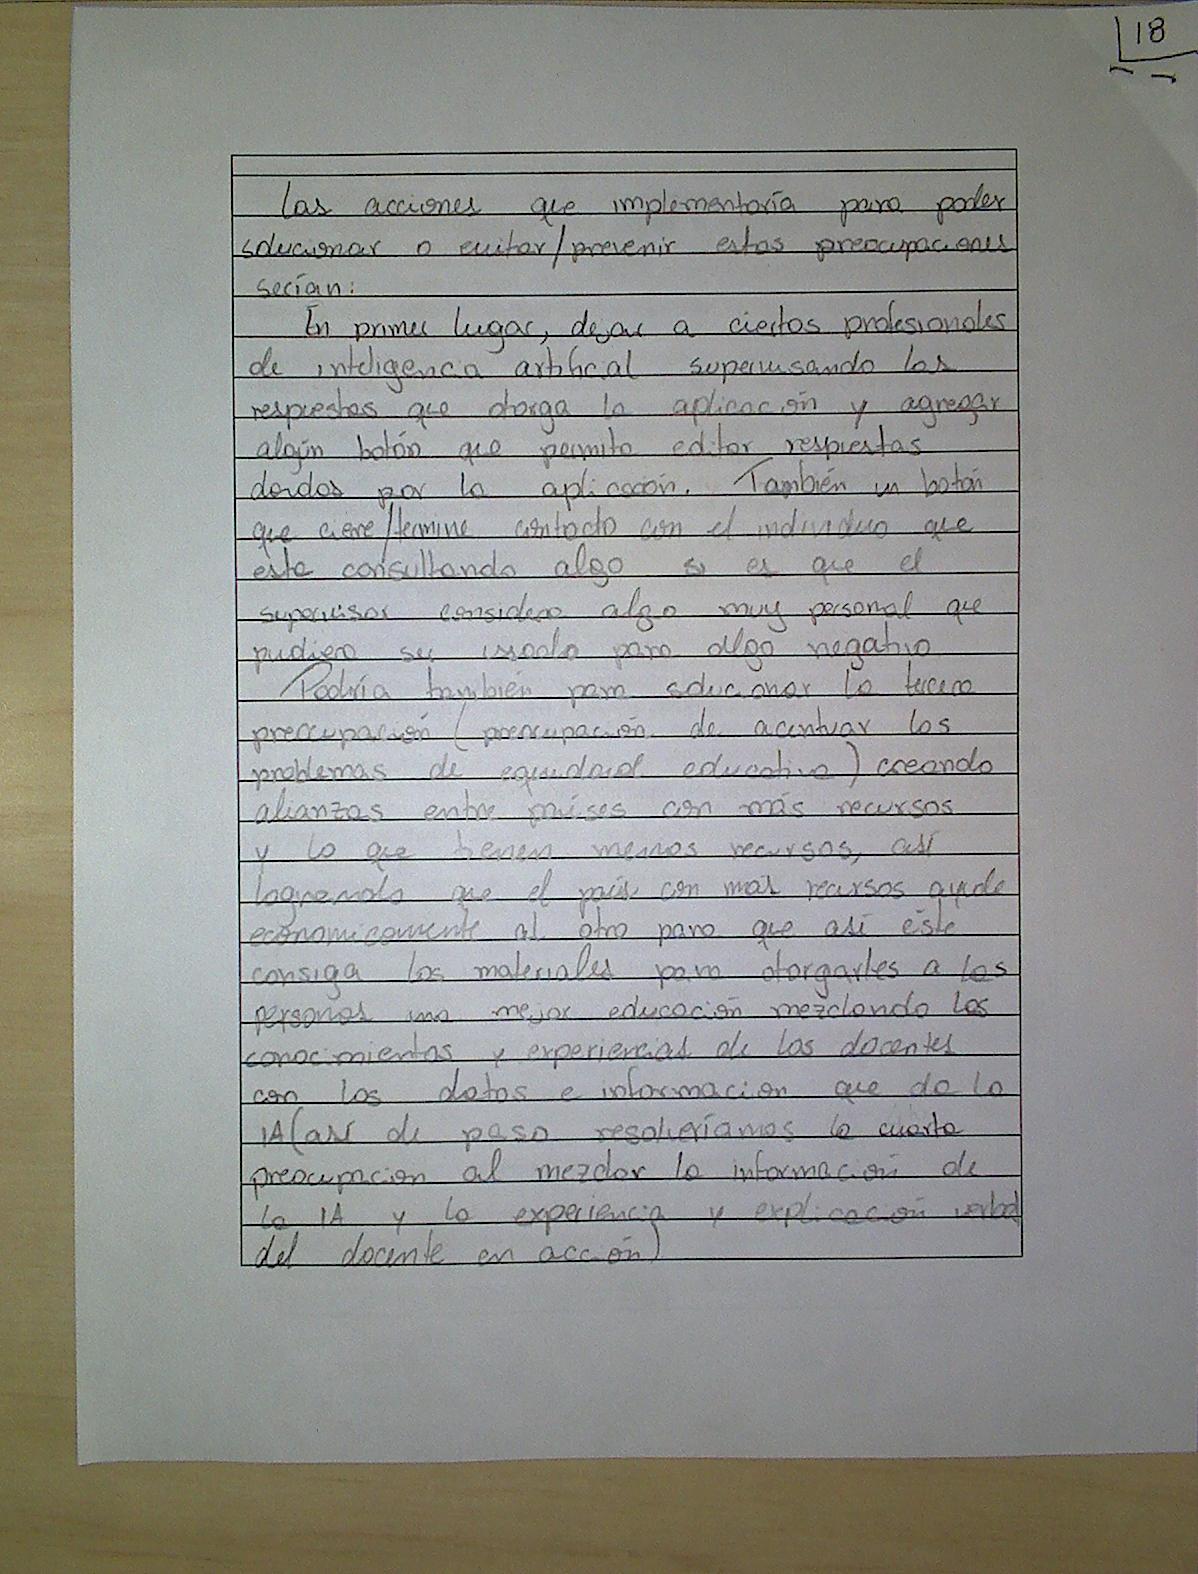 18
Las acciones que implementaría para poder
solucionar o evitar/prevenir estas preocupaciones
serían:
En primer lugar, dejar a ciertos profesionales
de inteligencia artificial supervisando las
respuestas que otorga la aplicación y agregar
algún botón que permita editar respuestas
dadas por la aplicación. También un botón
que cierre/termine contacto con el individuo que
este consultando algo si es que el
supervisor considera algo muy personal que
pudiera ser usado para algo negativo
Podría también para solucionar la tercera
preocupación (preocupación de acentuar los
problemas de equidad educativa) creando
alianzas entre países con más recursos
y lo que tienen menos recursos, así
logrando que el país con mas recursos ayude
economicamente al otro para que así éste
consiga los materiales para otorgarles a las
personas una mejor educación mezclando los
conocimientos y experiencias de los docentes
con los datos e información que da la
IA (así de paso resolveríamos la cuarta
preocupación al mezclar la información de
la IA y la experiencia y explicación verbal
del docente en acción)